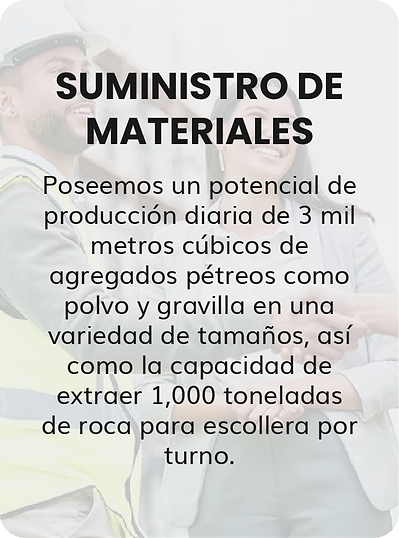 SUMINISTRO DE
MATERIALES
Poseemos un potencial de
producción diaria de 3 mil
metros cúbicos de
agregados pétreos como
polvo y gravilla en una
variedad de tamaños, así
como la capacidad de
extraer 1,000 toneladas
de roca para escollera por
turno.